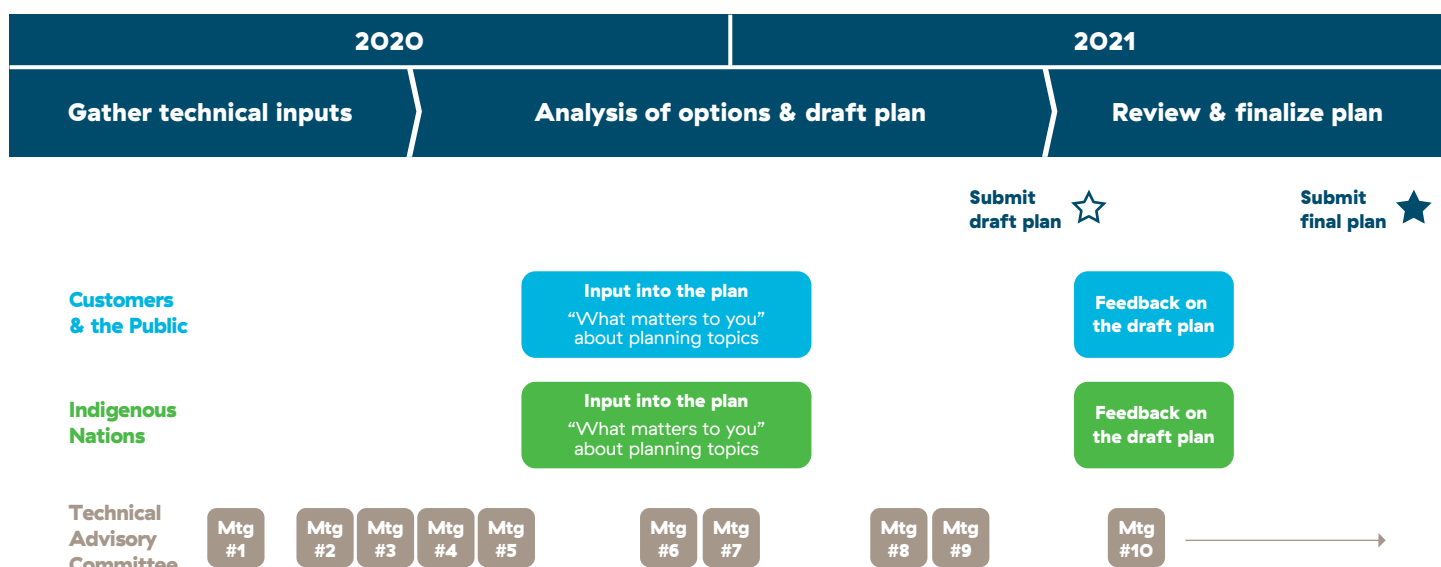 2020
2021
Gather technical inputs
Analysis of options & draft plan
Review & finalize plan
Submit
draft plan
Submit
final plan
Customers
& the Public
Input into the plan
“What matters to you”
about planning topics
Feedback on
the draft plan
Indigenous
Nations
Input into the plan
“What matters to you”
about planning topics
Feedback on
the draft plan
Technical
Advisory
Committee
Mtg
#1
Mtg
#2
Mtg
#3
Mtg
#4
Mtg
#5
Mtg
#6
Mtg
#7
Mtg
#8
Mtg
#9
Mtg
#10